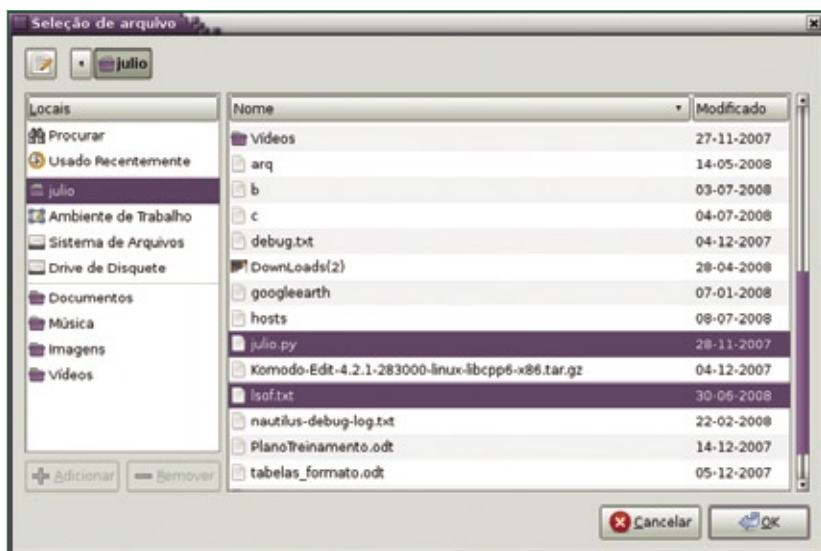 Seleção de arquivo
julio
Locais
Procurar
Usado Recentemente
julio
Ambiente de Trabalho
Sistema de Arquivos
Drive de Disquete
Documentos
Música
Imagens
Vídeos
Adicionar
Remover
Nome Modificado
Vídeos 27-11-2007
arq 14-05-2008
b 03-07-2008
c 04-07-2008
debug.txt 04-12-2007
DownLoads(2) 28-04-2008
googleearth 07-01-2008
hosts 08-07-2008
julio.py 28-11-2007
Komodo-Edit-4.2.1-283000-linux-libcpp6-x86.tar.gz 04-12-2007
lsof.txt 30-06-2008
nautilus-debug-log.txt 22-02-2008
PlanoTreinamento.odt 14-12-2007
tabelas_formato.odt 05-12-2007
Cancelar
OK